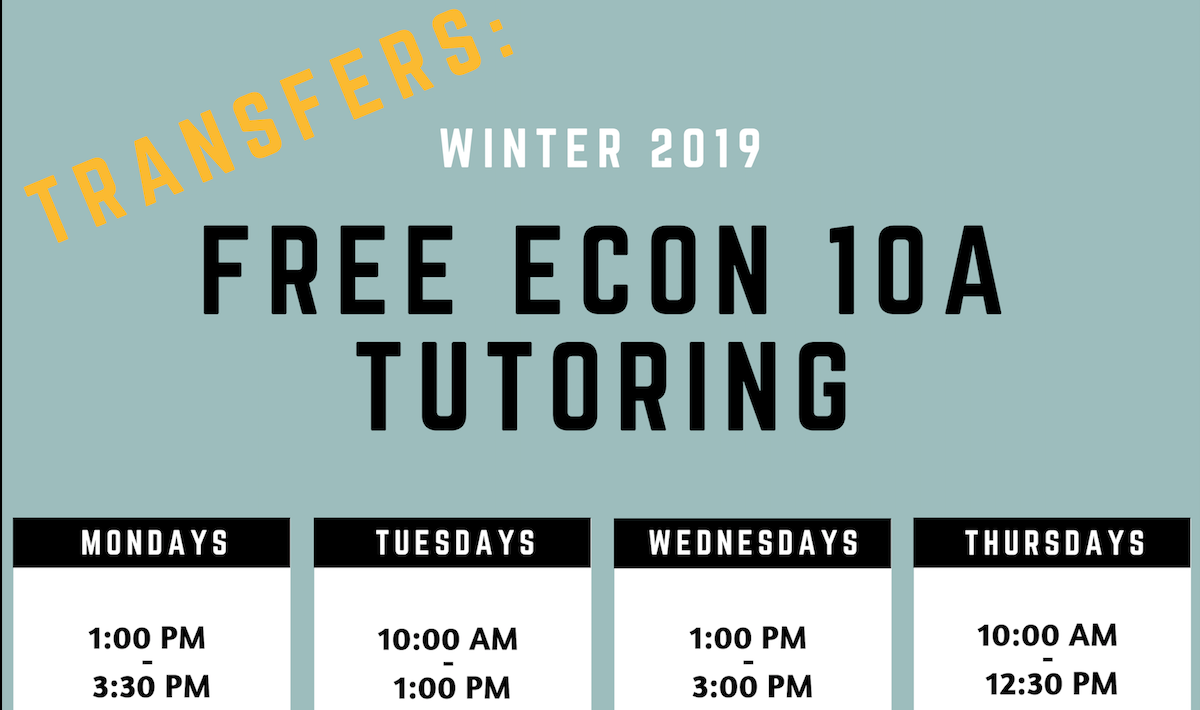 TRANSFERS:
WINTER 2019
FREE ECON 10A
TUTORING
MONDAYS
1:00 PM
-
3:30 PM
TUESDAYS
10:00 AM
-
1:00 PM
WEDNESDAYS
1:00 PM
-
3:00 PM
THURSDAYS
10:00 AM
-
12:30 PM